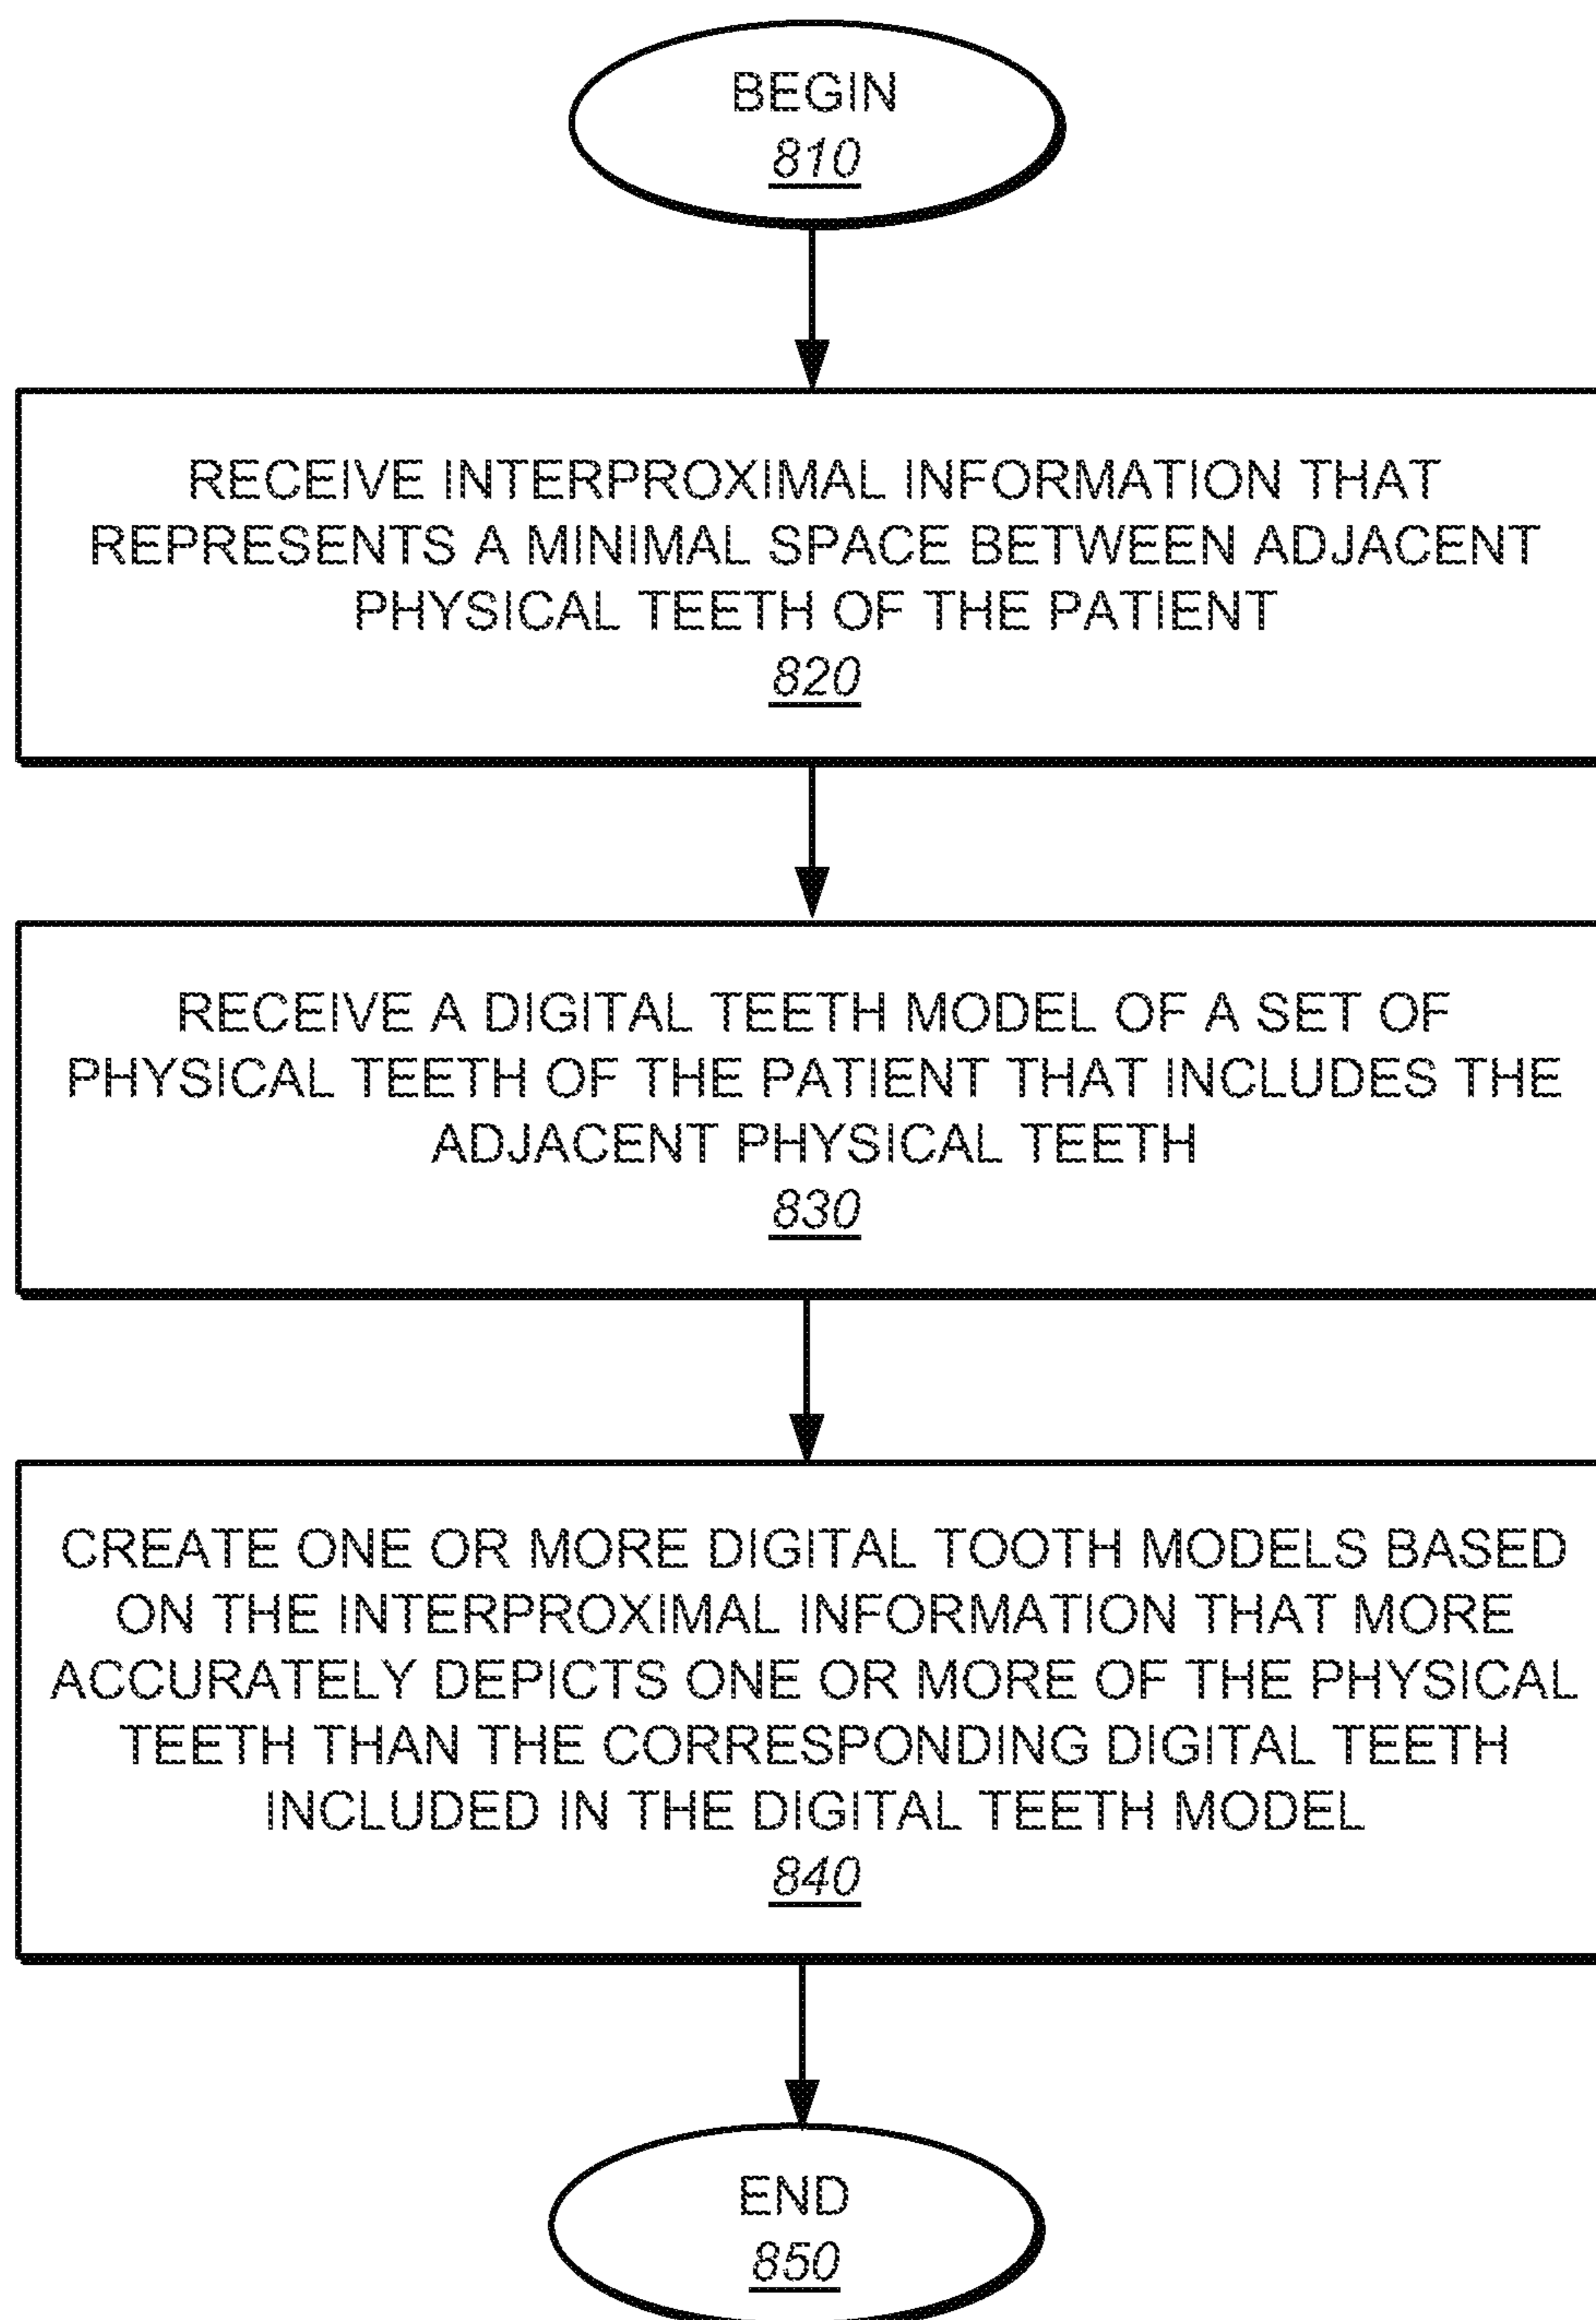 BEGIN
810
RECEIVE INTERPROXIMAL INFORMATION THAT
REPRESENTS A MINIMAL SPACE BETWEEN ADJACENT
PHYSICAL TEETH OF THE PATIENT
820
RECEIVE A DIGITAL TEETH MODEL OF A SET OF
PHYSICAL TEETH OF THE PATIENT THAT INCLUDES THE
ADJACENT PHYSICAL TEETH
830
CREATE ONE OR MORE DIGITAL TOOTH MODELS BASED
ON THE INTERPROXIMAL INFORMATION THAT MORE
ACCURATELY DEPICTS ONE OR MORE OF THE PHYSICAL
TEETH THAN THE CORRESPONDING DIGITAL TEETH
INCLUDED IN THE DIGITAL TEETH MODEL
840
END
850